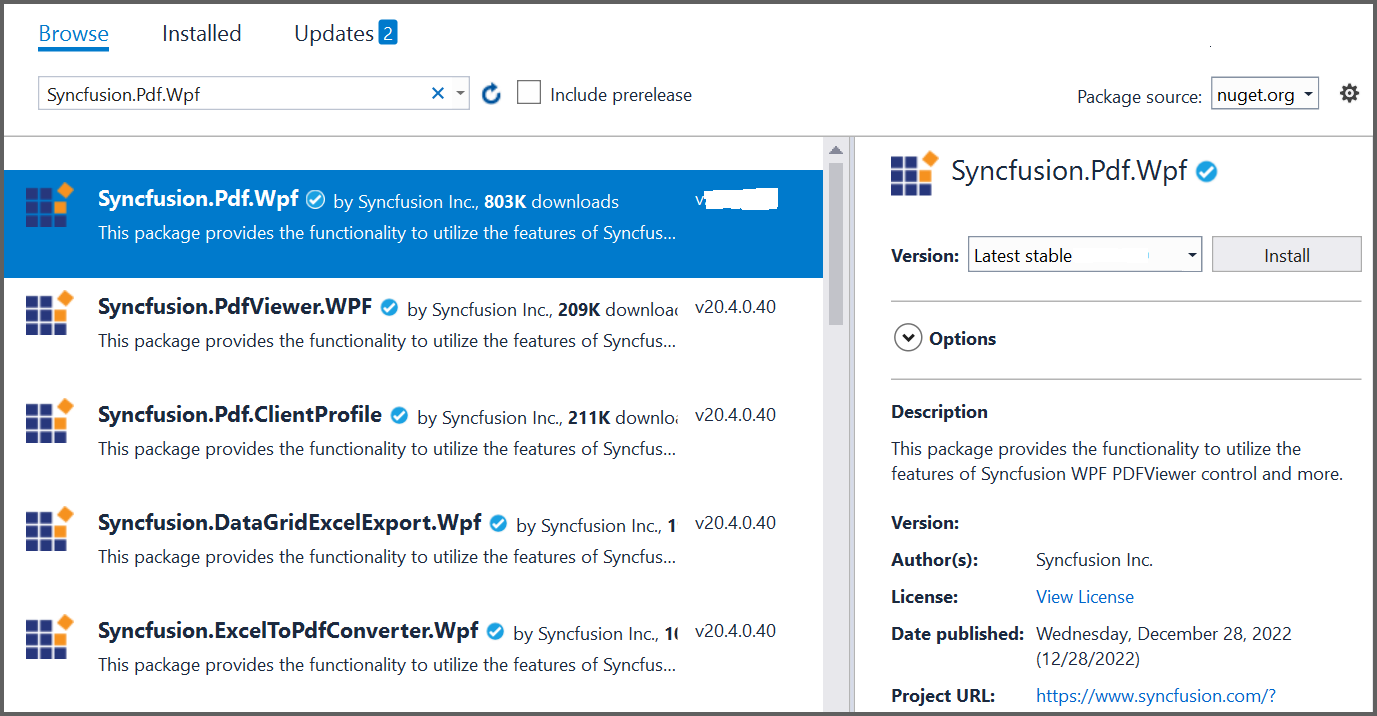 Browse Installed Updates 2
Syncfusion.Pdf.Wpf Include prerelease Package source: nuget.org
Syncfusion.Pdf.Wpf by Syncfusion Inc., 803K downloads
This package provides the functionality to utilize the features of Syncfus...
Syncfusion.PdfViewer.WPF by Syncfusion Inc., 209K v20.4.0.40
This package provides the functionality to utilize the features of Syncfus...
Syncfusion.Pdf.ClientProfile by Syncfusion Inc., 211K v20.4.0.40
This package provides the functionality to utilize the features of Syncfus...
Syncfusion.DataGridExcelExport.Wpf by Syncfusion Inc., v20.4.0.40
This package provides the functionality to utilize the features of Syncfus...
Syncfusion.ExcelToPdfConverter.Wpf by Syncfusion Inc., v20.4.0.40
This package provides the functionality to utilize the features of Syncfus...
Syncfusion.Pdf.Wpf
Version: Latest stable Install
Options
Description
This package provides the functionality to utilize the
features of Syncfusion WPF PDFViewer control and more.
Version:
Author(s): Syncfusion Inc.
License: View License
Date published: Wednesday, December 28, 2022
(12/28/2022)
Project URL: https://www.syncfusion.com/?